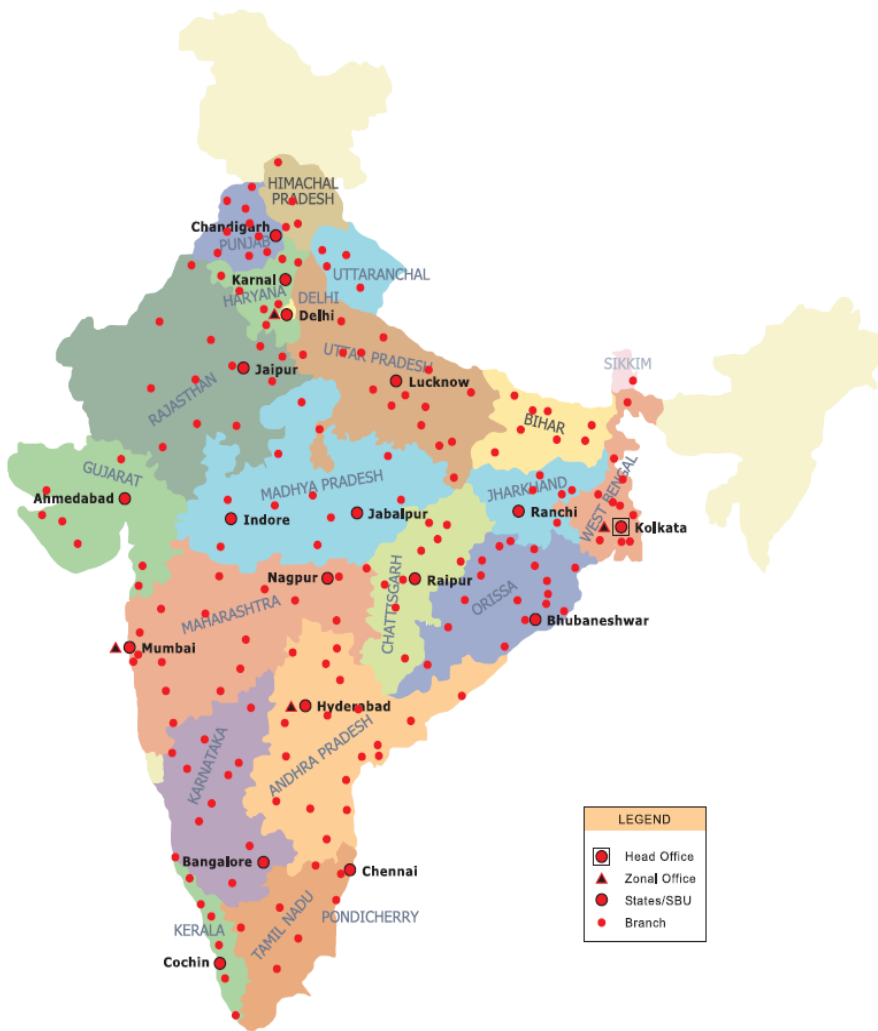 HIMACHAL
PRADESH
Chandigarh
PUNJAB
UTTARANCHAL
Karnal
HARYANA
DELHI
Delhi
UTTAR PRADESH
SIKKIM
Jaipur
Lucknow
RAJASTHAN
BIHAR
GUJARAT
MADHYA PRADESH
JHARKHAND
WEST BENGAL
Ahmedabad
Indore
Jabalpur
Ranchi
Kolkata
Nagpur
Raipur
CHATTISGARH
ORISSA
MAHARASHTRA
Bhubaneshwar
Mumbai
Hyderabad
ANDHRA PRADESH
KARNATAKA
LEGEND
Head Office
Zonal Office
States/SBU
Branch
Bangalore
Chennai
TAMIL NADU
PONDICHERRY
KERALA
Cochin